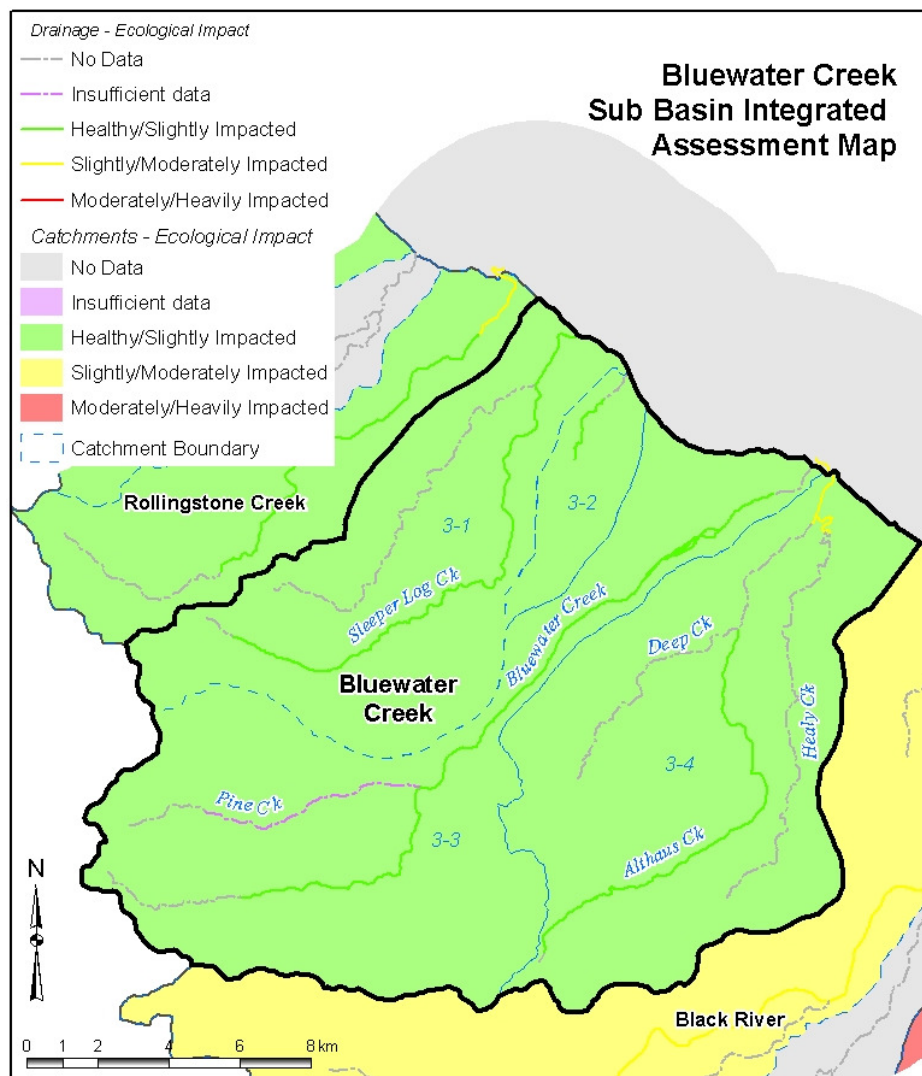 Drainage - Ecological Impact
No Data
Insufficient data
Healthy/Slightly Impacted
Slightly/Moderately Impacted
Moderately/Heavily Impacted
Catchments - Ecological Impact
No Data
Insufficient data
Healthy/Slightly Impacted
Slightly/Moderately Impacted
Moderately/Heavily Impacted
Catchment Boundary
Bluewater Creek
Sub Basin Integrated
Assessment Map
Rollingstone Creek
3-1
3-2
Sleeper Log Ck
Bluewater Creek
Deep Ck
Healy Ck
Bluewater
Creek
3-4
Pine Ck
3-3
Althaus Ck
N
Black River
0 1 2 4 6 8 km